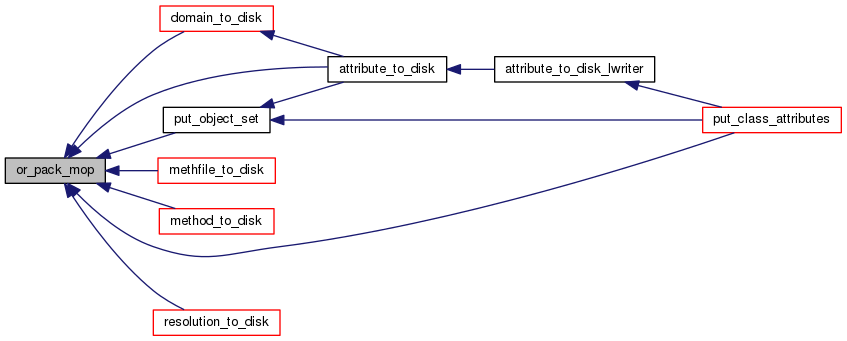 domain_to_disk
attribute_to_disk
attribute_to_disk_lwriter
put_object_set
put_class_attributes
or_pack_mop
methfile_to_disk
method_to_disk
resolution_to_disk